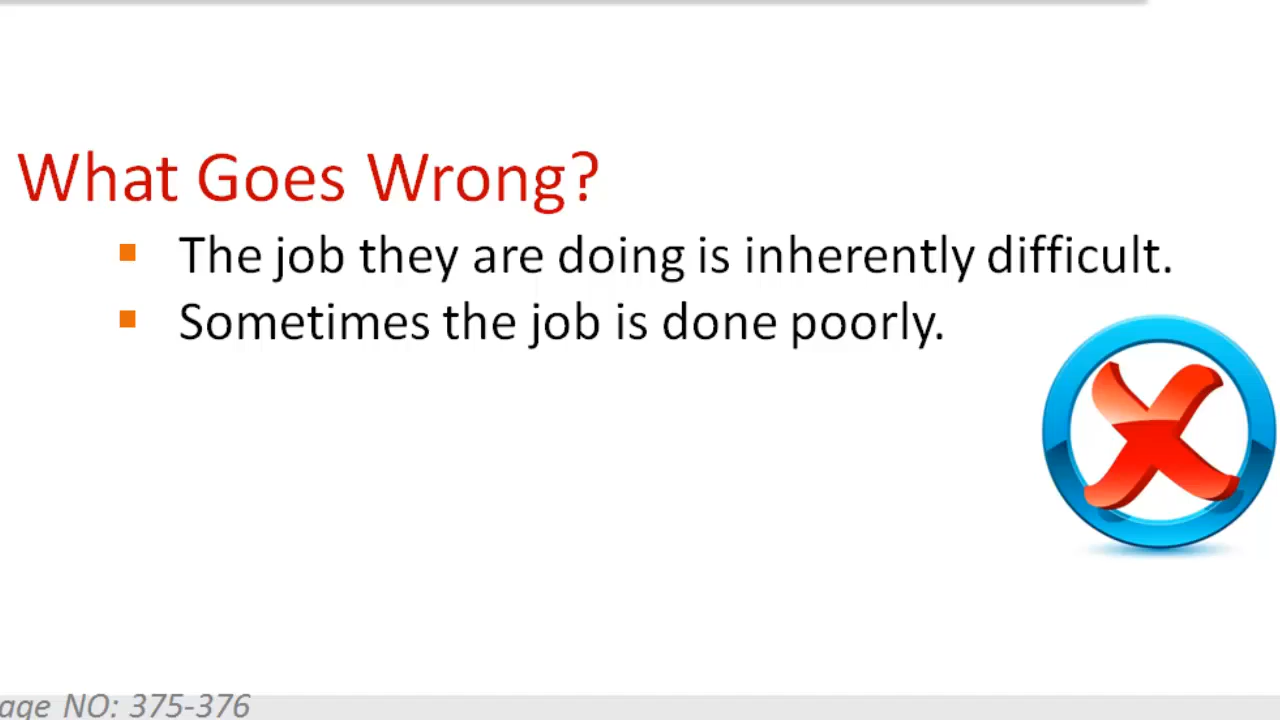 What Goes Wrong?
The job they are doing is inherently difficult.
Sometimes the job is done poorly.
age NO: 375-376